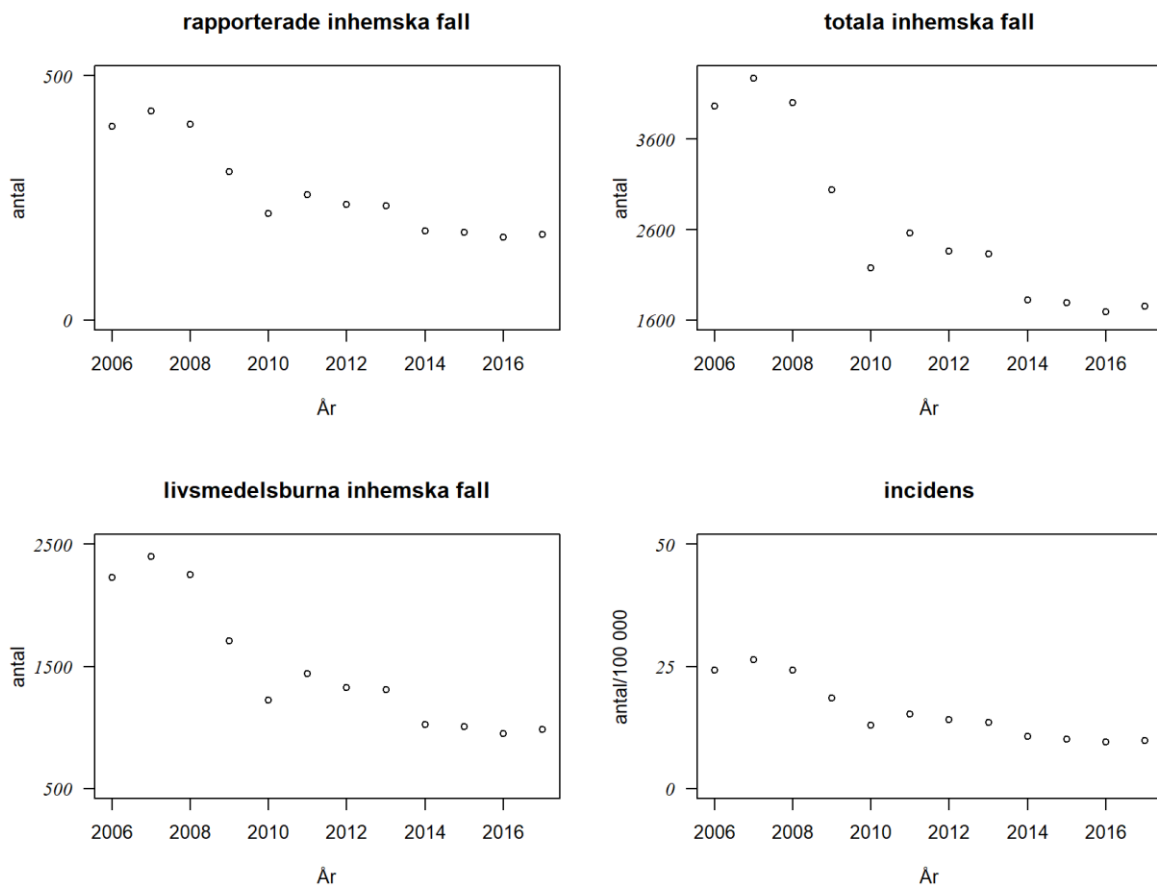 rapporterade inhemska fall
500
antal
0
2006 2008 2010 2012 2014 2016
År
totala inhemska fall
3600
antal
2600
1600
2006 2008 2010 2012 2014 2016
År
livsmedelsburna inhemska fall
2500
antal
1500
500
2006 2008 2010 2012 2014 2016
År
incidens
50
antal/100 000
25
0
2006 2008 2010 2012 2014 2016
År